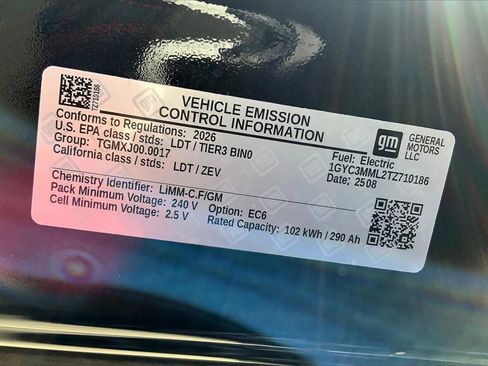 TZ710186
VEHICLE EMISSION
CONTROL INFORMATION
Conforms to Regulations: 2026
U.S. EPA class / stds: LDT / TIER3 BIN0
Group: TGMXJ00.0017
California class / stds: LDT / ZEV
gm
GENERAL
MOTORS
LLC
Fuel: Electric
1GYC3MML2TZ710186
Date: 2508
Chemistry Identifier: LiMM-C.F/GM
Pack Minimum Voltage: 240 V Option: EC6
Cell Minimum Voltage: 2.5 V Rated Capacity: 102 kWh / 290 Ah